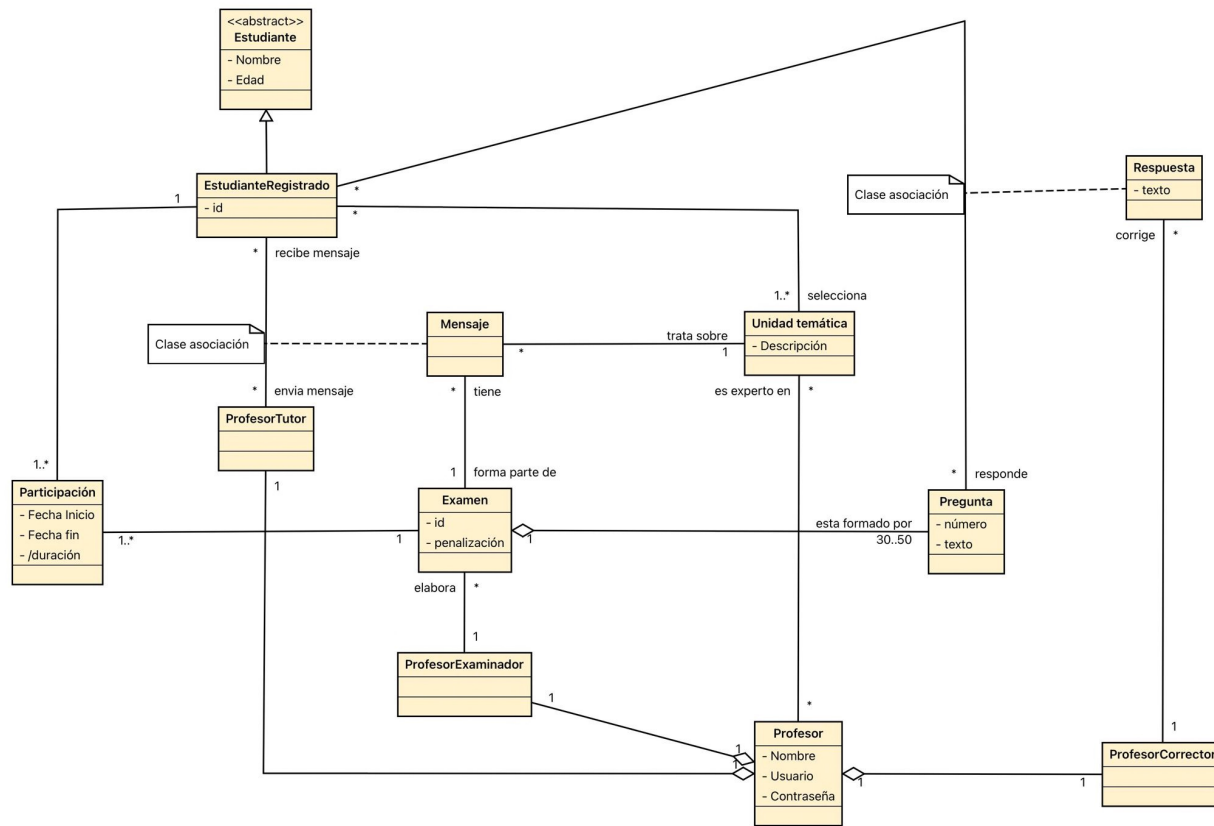 <<abstract>>
Estudiante
- Nombre
- Edad
EstudianteRegistrado
- id
1
*
*
*
recibe mensaje
Clase asociación
Respuesta
- texto
corrige
*
1..*
selecciona
Clase asociación
Mensaje
trata sobre
*
1
Unidad temática
- Descripción
*
envia mensaje
ProfesorTutor
1
*
tiene
es experto en
*
1..*
Participación
- Fecha Inicio
- Fecha fin
- /duración
1..*
1
forma parte de
Examen
- id
- penalización
1
1
esta formado por
30..50
*
responde
Pregunta
- número
- texto
elabora
*
1
ProfesorExaminador
1
*
1
1
Profesor
- Nombre
- Usuario
- Contraseña
1
1
1
ProfesorCorrector